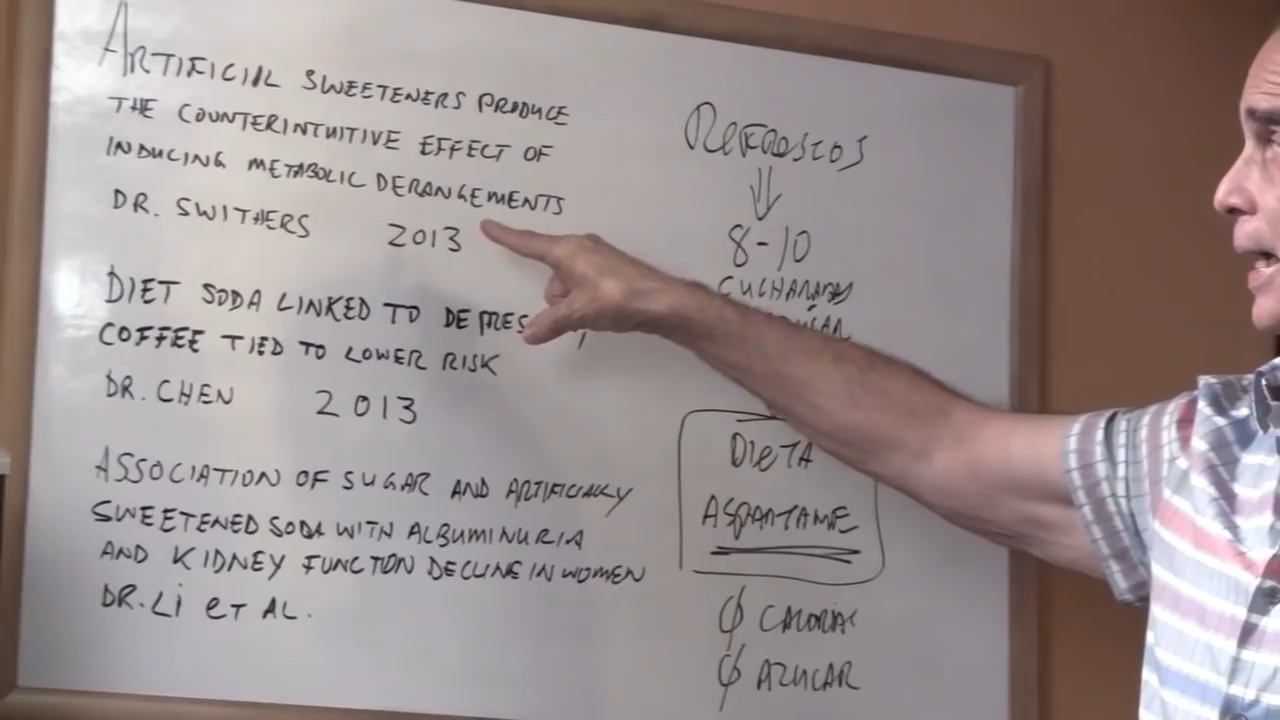 ARTIFICIAL SWEETENERS PRODUCE
THE COUNTERINTUITIVE EFFECT OF
INDUCING METABOLIC DERANGEMENTS
DR. SWITHERS 2013
DIET SODA LINKED TO
COFFEE TIED TO LOWER RISK
DR. CHEN 2013
ASSOCIATION OF SUGAR AND ARTIFICIALLY
SWEETENED SODA WITH ALBUMINURIA
AND KIDNEY FUNCTON DECLINE IN WOMEN
DR. Li eT AL.
REFRESCOS
8-10
CUCHARADAS
DIETA
ASPARTAME
∅ CALORIAS
∅ AZUCAR